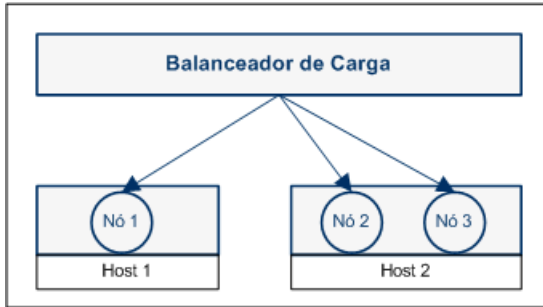 Balanceador de Carga
Nó 1
Nó 2
Nó 3
Host 1
Host 2